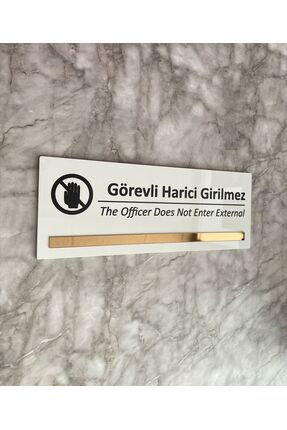 Görevli Harici Girilmez
The Officer Does Not Enter External